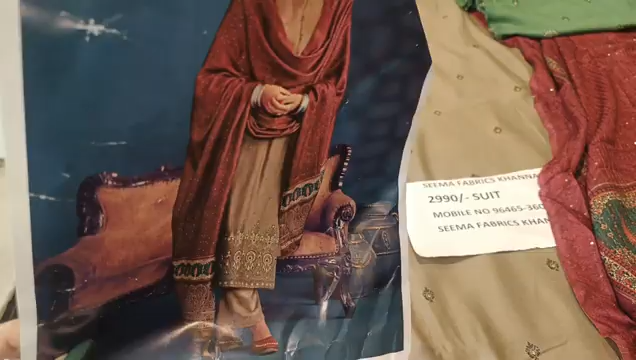 SEEMA FABRICS KHANNA
2990/- SUIT
MOBILE NO 96465-360
SEEMA FABRICS KHAN